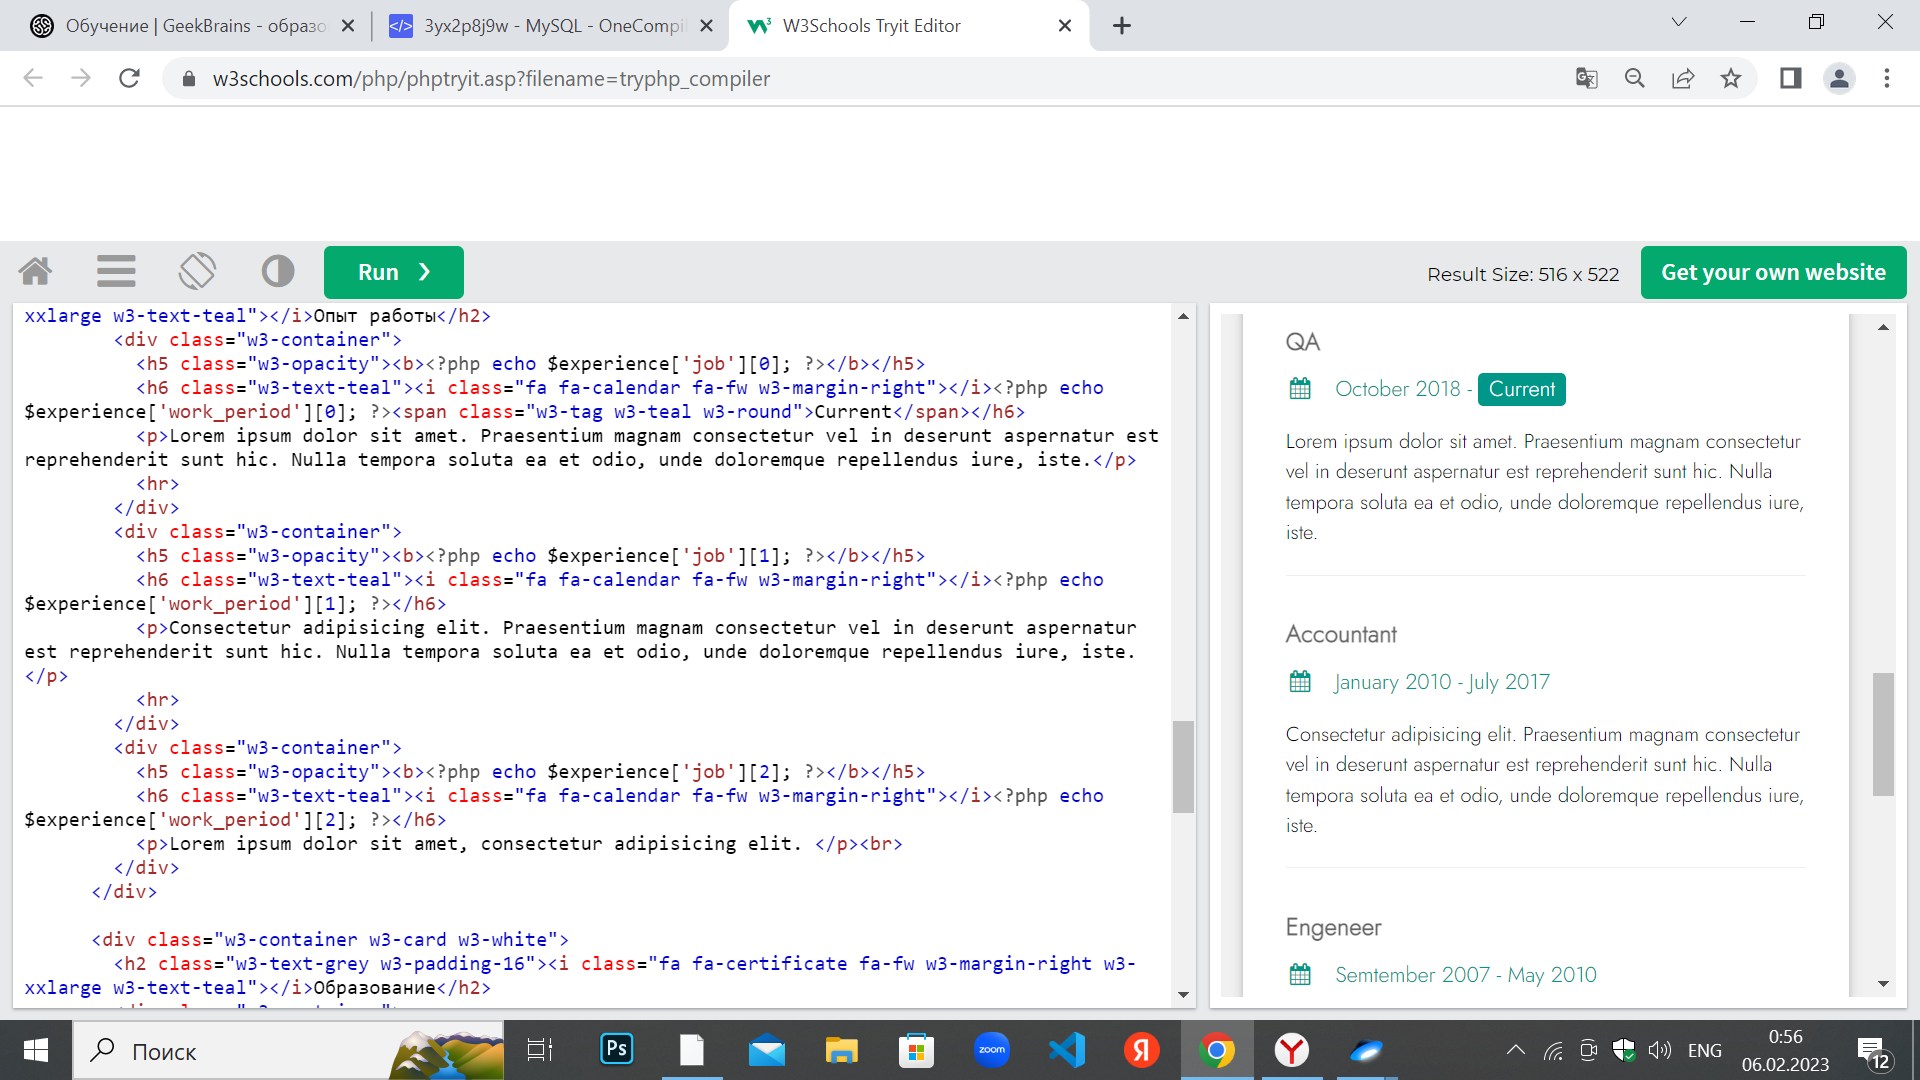 Обучение | GeekBrains - образо
3yx2p8j9w - MySQL - OneCompil
W3Schools Tryit Editor
w3schools.com/php/phptryit.asp?filename=tryphp_compiler
Run ❯
Result Size: 516 x 522
Get your own website
xxlarge w3-text-teal"></i>Опыт работы</h2>
<div class="w3-container">
<h5 class="w3-opacity"><b><?php echo $experience['job'][0]; ?></b></h5>
<h6 class="w3-text-teal"><i class="fa fa-calendar fa-fw w3-margin-right"></i><?php echo
$experience['work_period'][0]; ?><span class="w3-tag w3-teal w3-round">Current</span></h6>
<p>Lorem ipsum dolor sit amet. Praesentium magnam consectetur vel in deserunt aspernatur est
reprehenderit sunt hic. Nulla tempora soluta ea et odio, unde doloremque repellendus iure, iste.</p>
<hr>
</div>
<div class="w3-container">
<h5 class="w3-opacity"><b><?php echo $experience['job'][1]; ?></b></h5>
<h6 class="w3-text-teal"><i class="fa fa-calendar fa-fw w3-margin-right"></i><?php echo
$experience['work_period'][1]; ?></h6>
<p>Consectetur adipisicing elit. Praesentium magnam consectetur vel in deserunt aspernatur
est reprehenderit sunt hic. Nulla tempora soluta ea et odio, unde doloremque repellendus iure, iste.
</p>
<hr>
</div>
<div class="w3-container">
<h5 class="w3-opacity"><b><?php echo $experience['job'][2]; ?></b></h5>
<h6 class="w3-text-teal"><i class="fa fa-calendar fa-fw w3-margin-right"></i><?php echo
$experience['work_period'][2]; ?></h6>
<p>Lorem ipsum dolor sit amet, consectetur adipisicing elit. </p><br>
</div>
</div>
<div class="w3-container w3-card w3-white">
<h2 class="w3-text-grey w3-padding-16"><i class="fa fa-certificate fa-fw w3-margin-right w3-
xxlarge w3-text-teal"></i>Образование</h2>
QA
October 2018 - Current
Lorem ipsum dolor sit amet. Praesentium magnam consectetur
vel in deserunt aspernatur est reprehenderit sunt hic. Nulla
tempora soluta ea et odio, unde doloremque repellendus iure,
iste.
Accountant
January 2010 - July 2017
Consectetur adipisicing elit. Praesentium magnam consectetur
vel in deserunt aspernatur est reprehenderit sunt hic. Nulla
tempora soluta ea et odio, unde doloremque repellendus iure,
iste.
Engeneer
Semtember 2007 - May 2010
Поиск
Ps
zoom
Я
ENG
0:56
06.02.2023
12